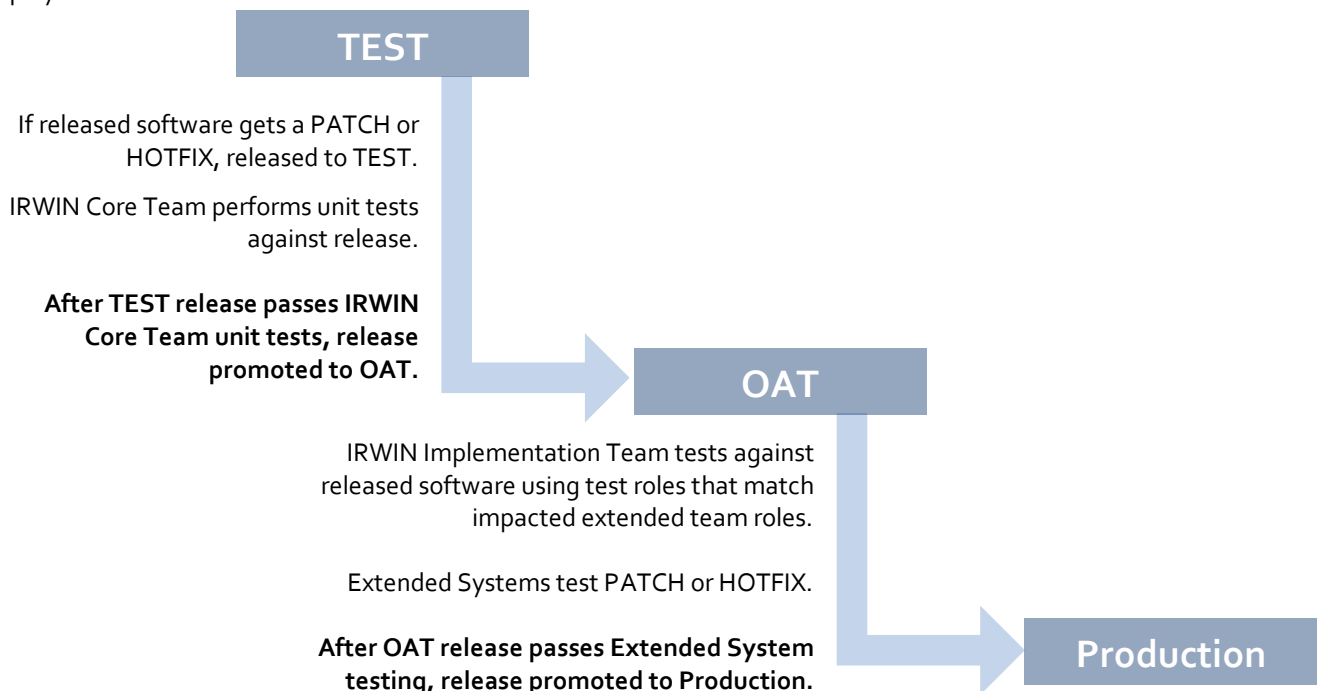 TEST
If released software gets a PATCH or
HOTFIX, released to TEST.
IRWIN Core Team performs unit tests
against release.
After TEST release passes IRWIN
Core Team unit tests, release
promoted to OAT.
OAT
IRWIN Implementation Team tests against
released software using test roles that match
impacted extended team roles.
Extended Systems test PATCH or HOTFIX.
After OAT release passes Extended System
testing, release promoted to Production.
Production